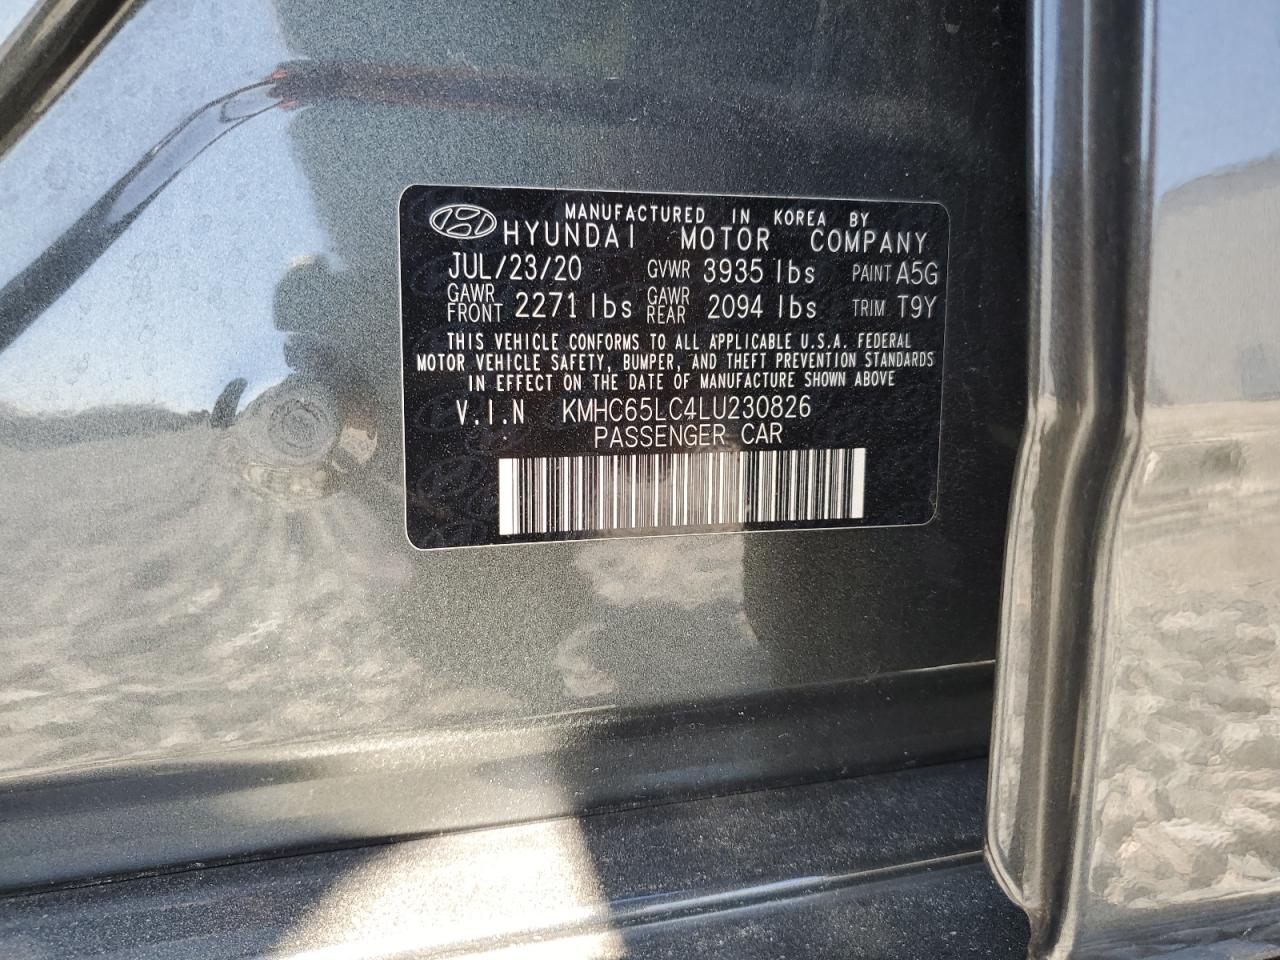 MANUFACTURED IN KOREA BY
HYUNDAI MOTOR COMPANY
JUL/23/20 GVWR 3935 lbs PAINT A5G
GAWR FRONT 2271 lbs GAWR REAR 2094 lbs TRIM T9Y
THIS VEHICLE CONFORMS TO ALL APPLICABLE U.S.A. FEDERAL
MOTOR VEHICLE SAFETY, BUMPER, AND THEFT PREVENTION STANDARDS
IN EFFECT ON THE DATE OF MANUFACTURE SHOWN ABOVE
V.I.N KMHC65LC4LU230826
PASSENGER CAR